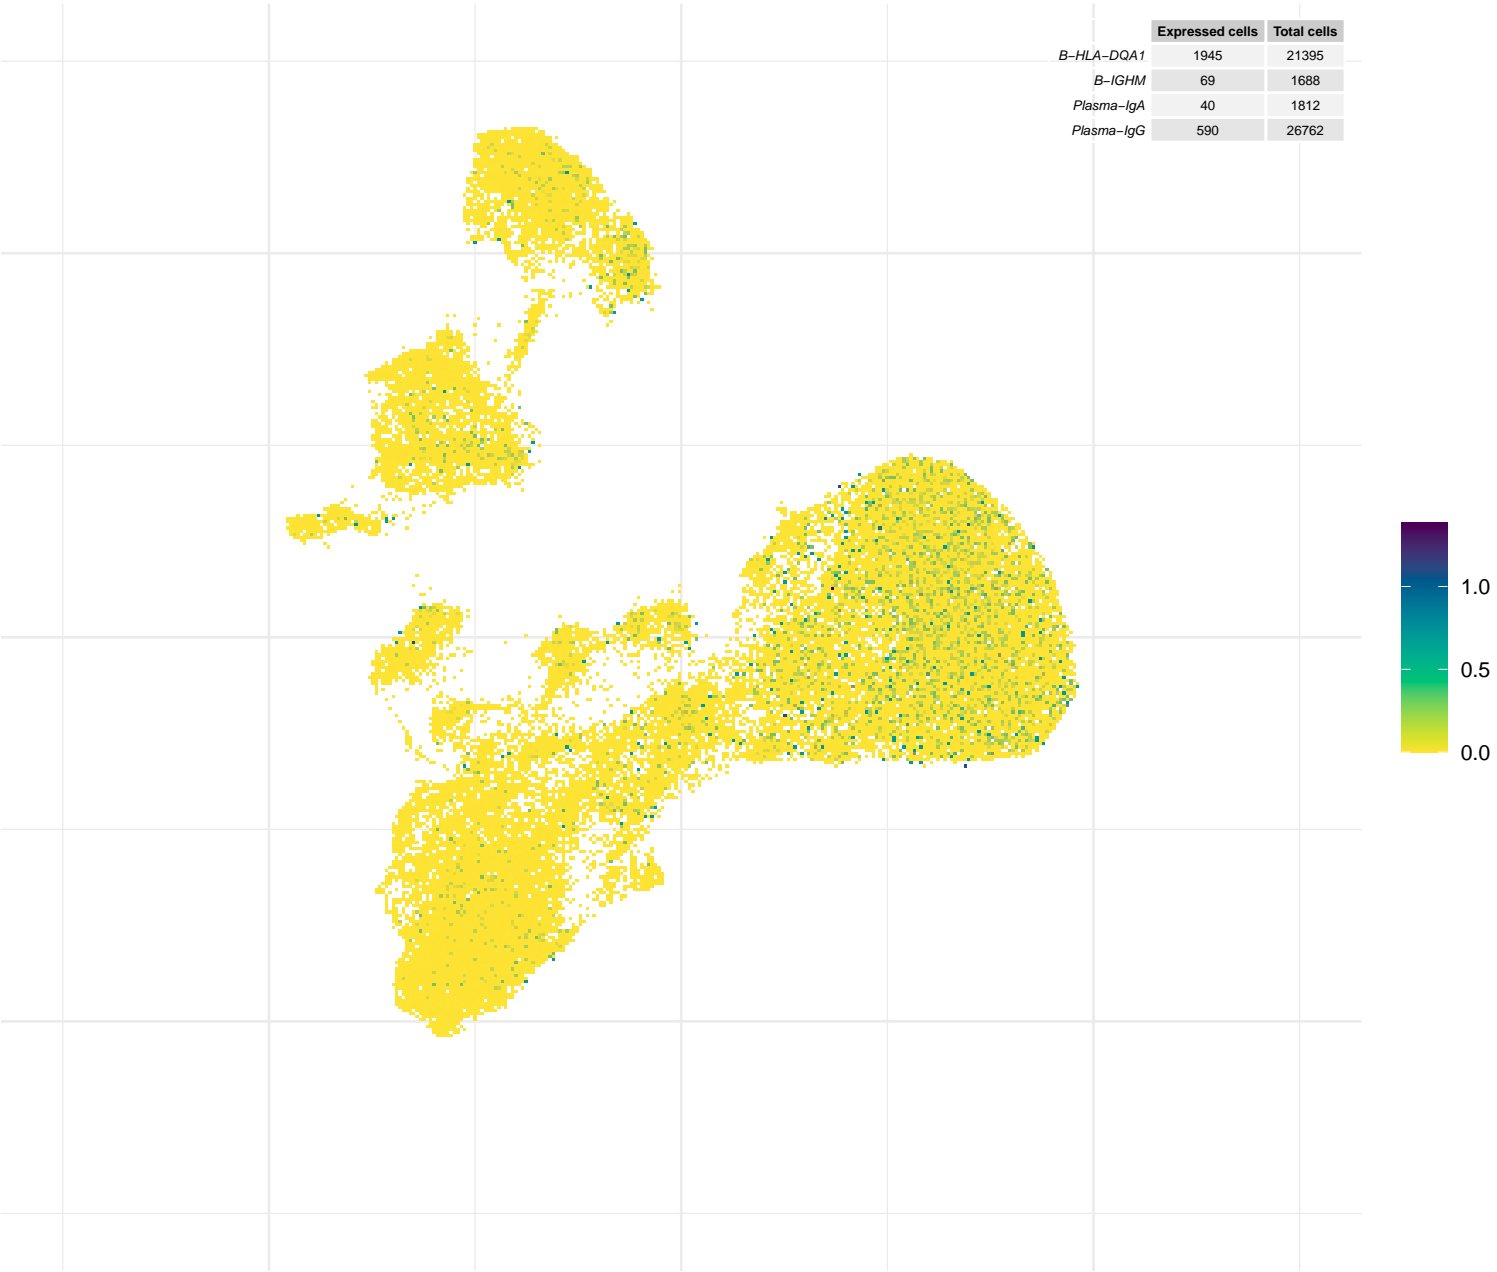 Expressed cells Total cells
B−HLA−DQA1 1945 21395
B−IGHM 69 1688
Plasma−IgA 40 1812
Plasma−IgG 590 26762
1.0
0.5
0.0